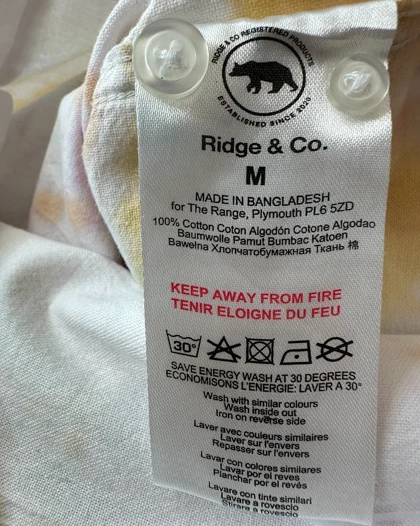 RIDGE & CO REGISTERED PRODUCTS
ESTABLISHED SINCE 2020
Ridge & Co.
M
MADE IN BANGLADESH
for The Range, Plymouth PL6 5ZD
100% Cotton Coton Algodón Cotone Algodao
Baumwolle Pamut Bumbac Katoen
Bawełna Хлопчатобумажная Ткань 棉
KEEP AWAY FROM FIRE
TENIR ELOIGNE DU FEU
30°
SAVE ENERGY WASH AT 30 DEGREES
ECONOMISONS L'ENERGIE: LAVER A 30°
Wash with similar colours
Wash inside out
Iron on reverse side
Laver avec couleurs similaires
Laver sur l'envers
Repasser sur l'envers
Lavar con colores similares
Lavar por el reves
Planchar por el revés
Lavare con tinte simılari
Lavare a rovescio
Stirare a rovescio